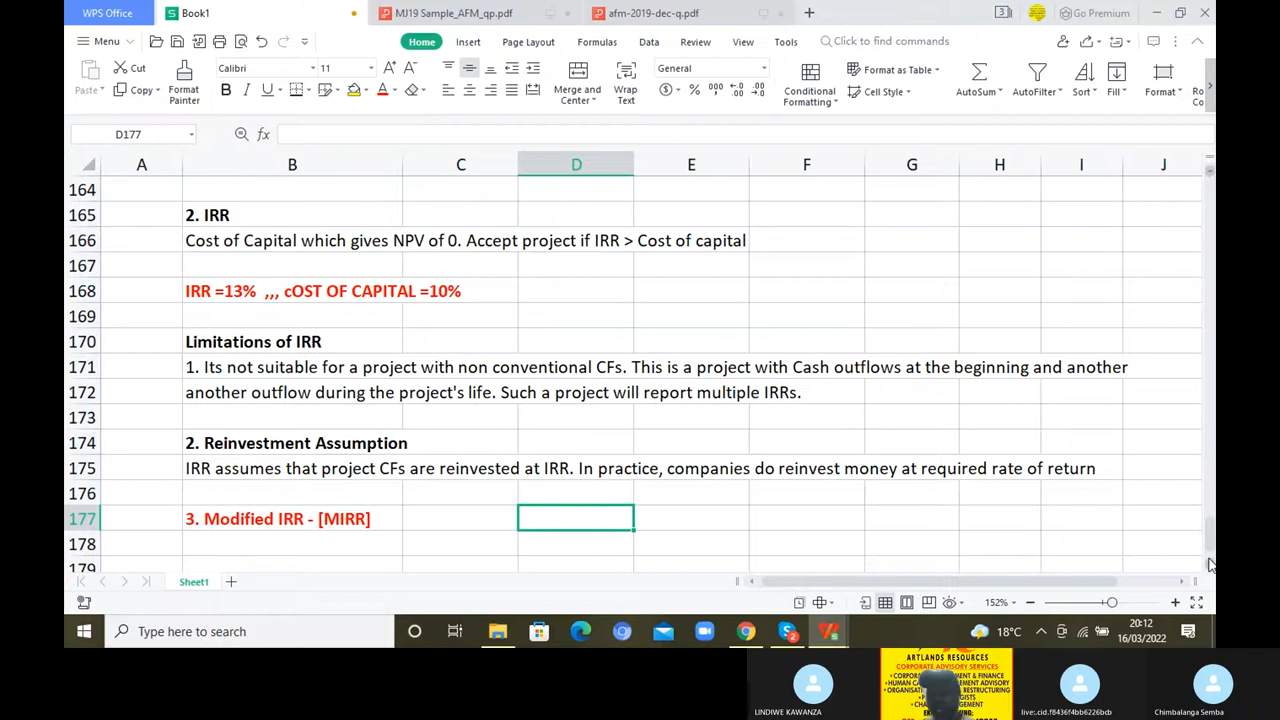 WPS Office
Book1
MJ19 Sample_AFM_qp.pdf
afm-2019-dec-q.pdf
3
Go Premium
Menu
Home
Insert
Page Layout
Formulas
Data
Review
View
Tools
Click to find commands
Paste
Cut
Copy
Format Painter
Calibri
11
Merge and Center
Wrap Text
General
Conditional Formatting
Format as Table
Cell Style
AutoSum
AutoFilter
Sort
Fill
Format
D177
fx
A B C D E F G H I J
164
165 2. IRR
166 Cost of Capital which gives NPV of 0. Accept project if IRR > Cost of capital
167
168 IRR =13% ,,, cOST OF CAPITAL =10%
169
170 Limitations of IRR
171 1. Its not suitable for a project with non conventional CFs. This is a project with Cash outflows at the beginning and another
172 another outflow during the project's life. Such a project will report multiple IRRs.
173
174 2. Reinvestment Assumption
175 IRR assumes that project CFs are reinvested at IRR. In practice, companies do reinvest money at required rate of return
176
177 3. Modified IRR - [MIRR]
178
179
Sheet1
152%
Type here to search
18°C
20:12
16/03/2022
ARTLANDS RESOURCES
CORPORATE ADVISORY SERVICES
LINDIWE KAWANZA
live:.cid.f8436f4bb6226bcb
Chimbalanga Semba